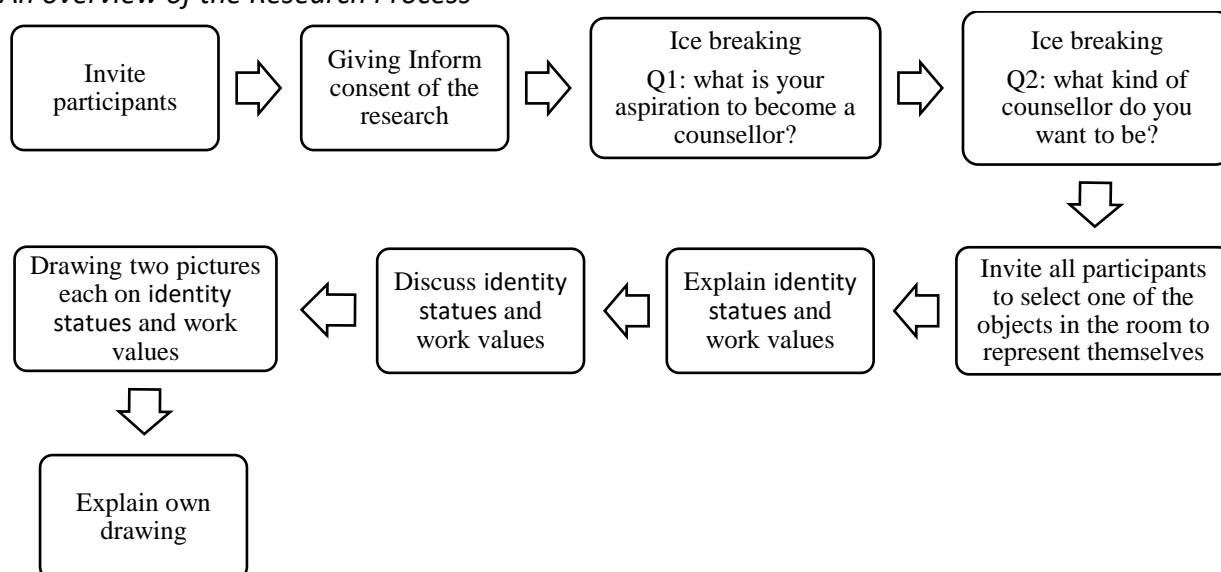 An overview of the Research Process
Invite
participants
Giving Inform
consent of the
research
Ice breaking
Q1: what is your
aspiration to become a
counsellor?
Ice breaking
Q2: what kind of
counsellor do you
want to be?
Invite all participants
to select one of the
objects in the room to
represent themselves
Explain identity
statues and
work values
Discuss identity
statues and
work values
Drawing two pictures
each on identity
statues and work
values
Explain own
drawing